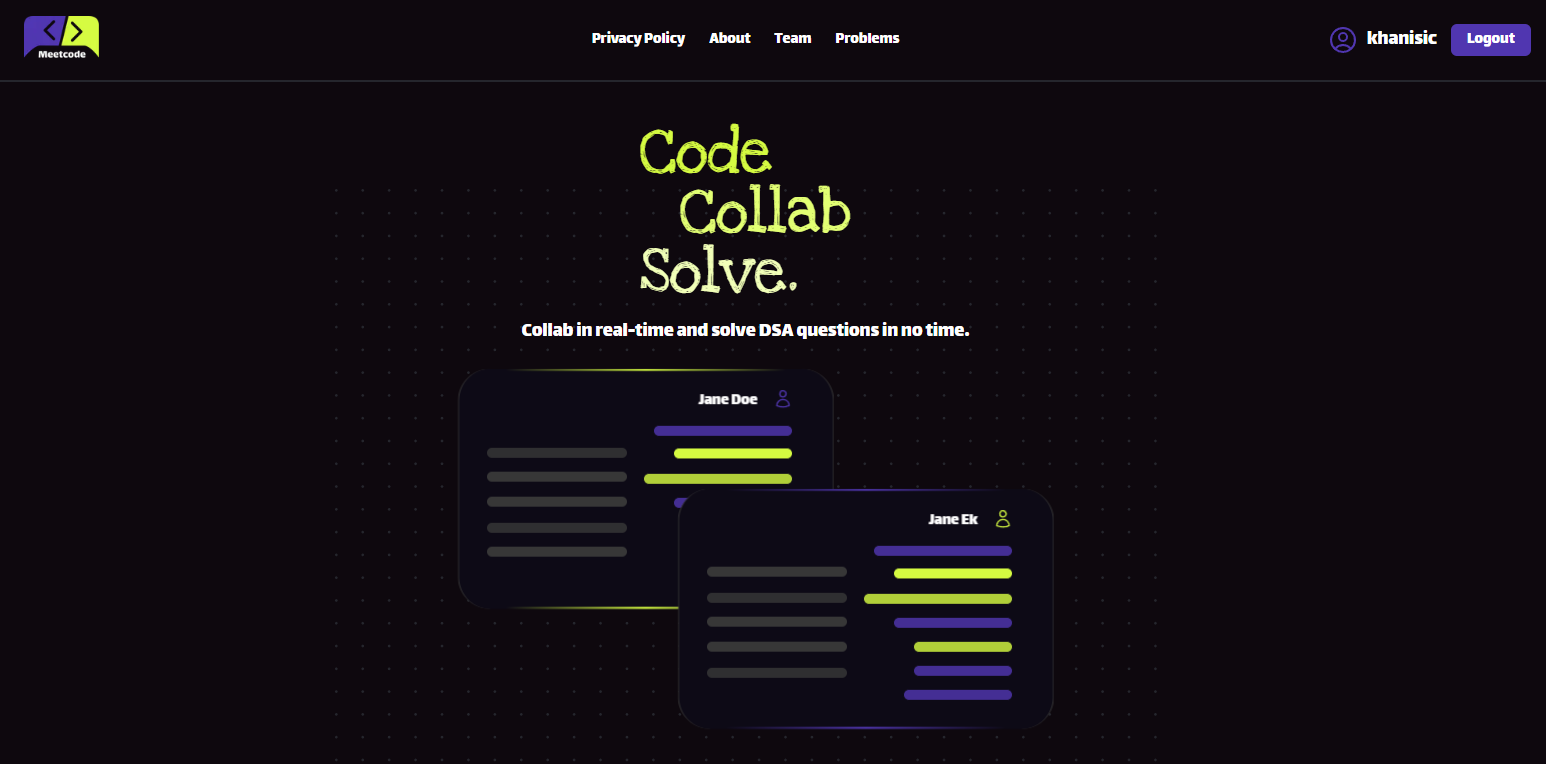 Meetcode
Privacy Policy About Team Problems
khanisic Logout
Code
Collab
Solve.
Collab in real-time and solve DSA questions in no time.
Jane Doe
Jane Ek